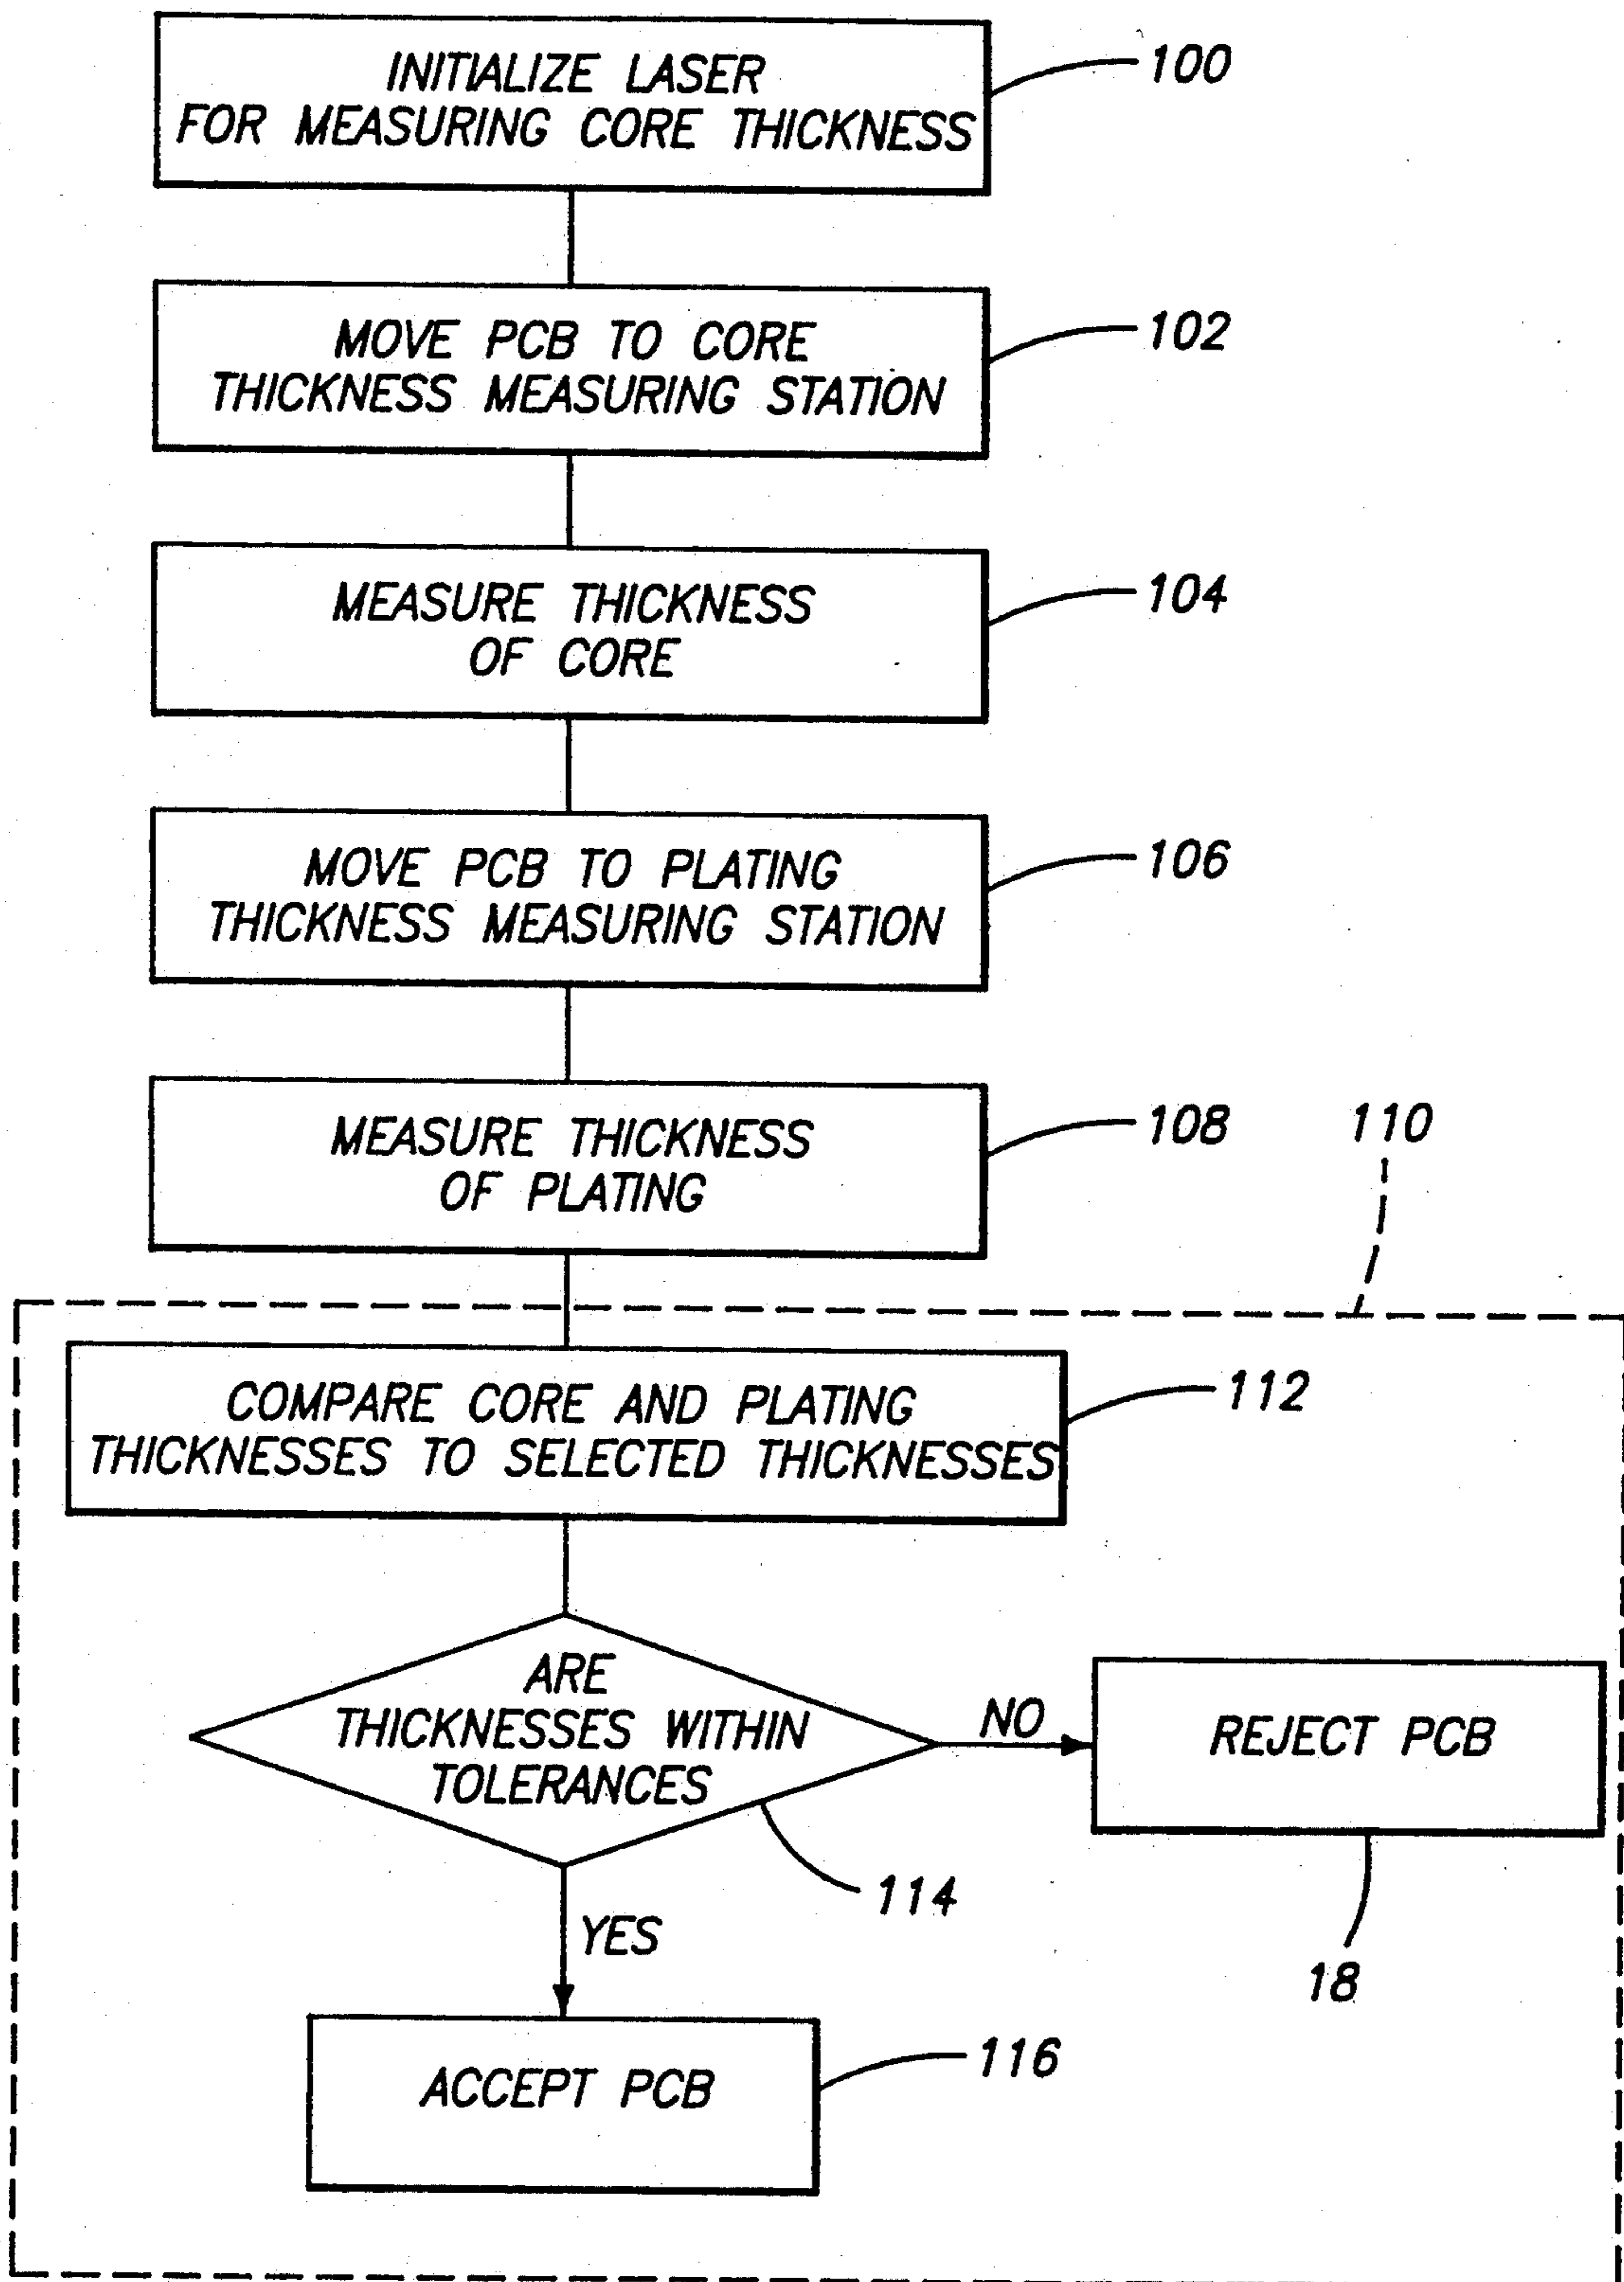 INITIALIZE LASER
FOR MEASURING CORE THICKNESS
100
MOVE PCB TO CORE
THICKNESS MEASURING STATION
102
MEASURE THICKNESS
OF CORE
104
MOVE PCB TO PLATING
THICKNESS MEASURING STATION
106
MEASURE THICKNESS
OF PLATING
108
110
COMPARE CORE AND PLATING
THICKNESSES TO SELECTED THICKNESSES
112
ARE
THICKNESSES WITHIN
TOLERANCES
114
NO
REJECT PCB
18
YES
ACCEPT PCB
116